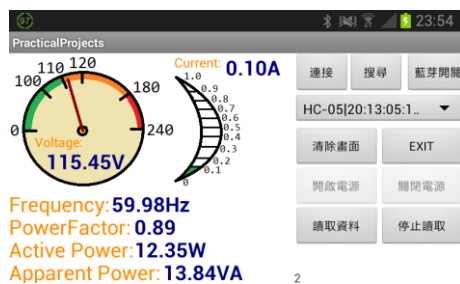 97
23:54
PracticalProjects
110 120
100
180
0
240
Voltage:
115.45V
Current: 0.10A
1.0
0.9
0.8
0.7
0.6
0.5
0.4
0.3
0.2
0.1
0
Frequency: 59.98Hz
PowerFactor: 0.89
Active Power: 12.35W
Apparent Power: 13.84VA
連接 搜尋 藍芽開關
HC-05|20:13:05:1..
清除畫面 EXIT
開啟電源 關閉電源
讀取資料 停止讀取
2